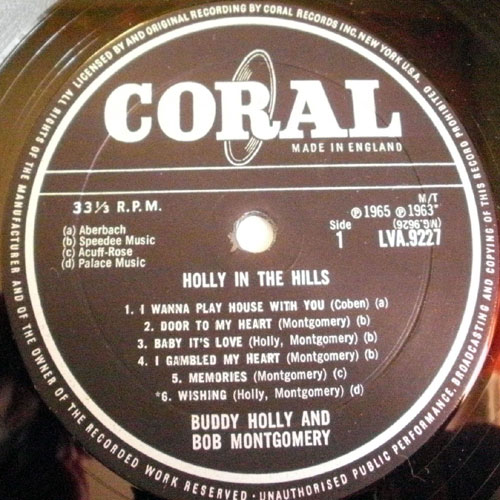 ALL RIGHTS OF THE MANUFACTURER AND OF THE OWNER OF THE RECORDED WORK RESERVED · UNAUTHORISED PUBLIC PERFORMANCE, BROADCASTING AND COPYING OF THIS RECORD PROHIBITED
LICENSED BY AND ORIGINAL RECORDING BY CORAL RECORDS INC. NEW YORK U.S.A.
CORAL
MADE IN ENGLAND
33⅓ R.P.M.
(a) Aberbach
(b) Speedee Music
(c) Acuff-Rose
(d) Palace Music
M/T
℗1965 ℗1963*
(MG.9296)
Side
1
LVA.9227
HOLLY IN THE HILLS
1. I WANNA PLAY HOUSE WITH YOU (Coben) (a)
2. DOOR TO MY HEART (Montgomery) (b)
3. BABY IT'S LOVE (Holly, Montgomery) (b)
4. I GAMBLED MY HEART (Montgomery) (b)
5. MEMORIES (Montgomery) (c)
*6. WISHING (Holly, Montgomery) (d)
BUDDY HOLLY AND
BOB MONTGOMERY